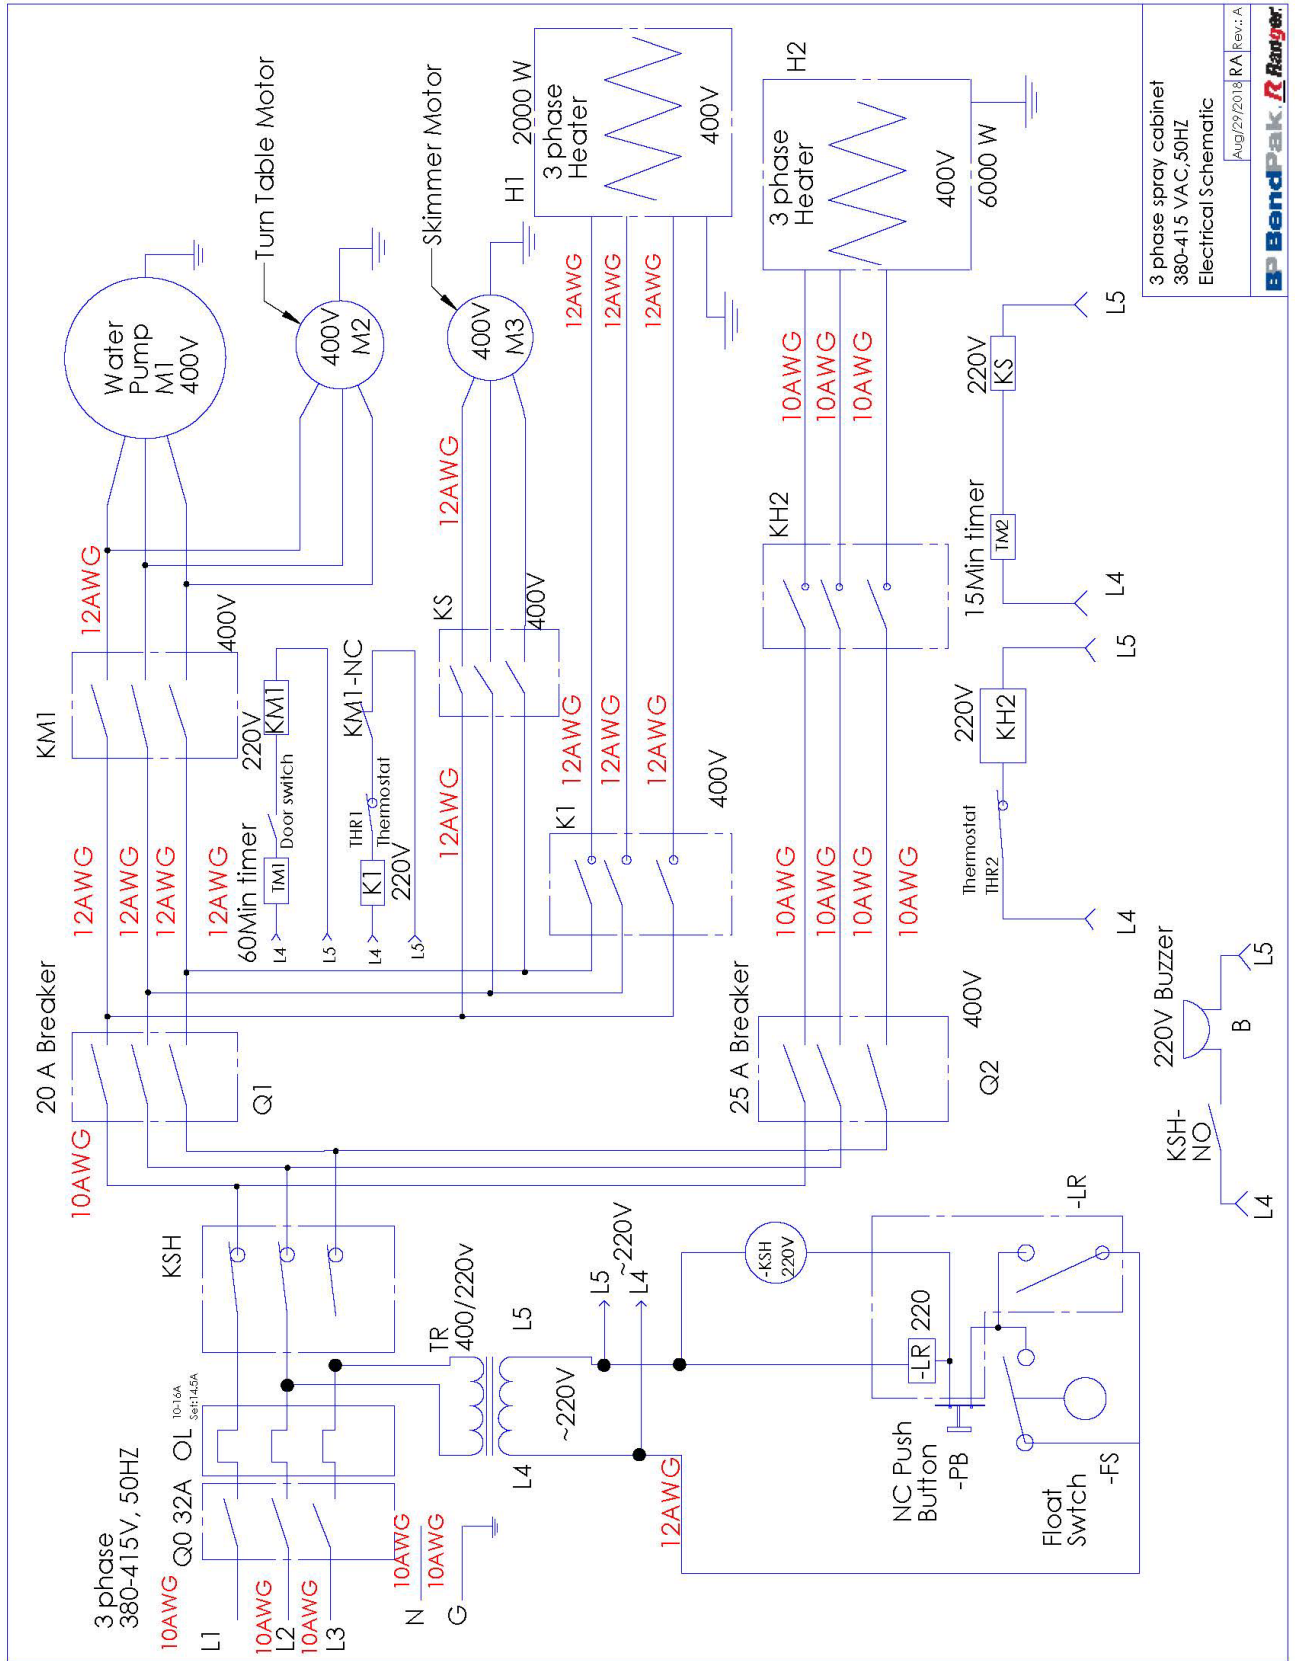 3 phase
380-415V, 50HZ
10AWG
Q0 32A
OL
10-16A
Set:14.5A
L1
10AWG
L2
10AWG
L3
N
10AWG
10AWG
G
KSH
TR
400/220v
L4
L5
~220V
L5
L4
~220V
12AWG
-KSH
220V
-LR
220
-LR
NC Push
Button
-PB
Float
Swtch
-FS
10AWG
20 A Breaker
Q1
12AWG
12AWG
12AWG
12AWG
KM1
400V
12AWG
Water
Pump
M1
400V
Turn Table Motor
400V
M2
60Min timer
L4
TM1
Door switch
220V
KM1
L5
L4
K1
220V
THR1
Thermostat
KM1-NC
L5
12AWG
KS
400V
12AWG
Skimmer Motor
400V
M3
K1
400V
12AWG
12AWG
12AWG
12AWG
12AWG
12AWG
H1
2000 W
3 phase
Heater
400V
25 A Breaker
Q2
400V
10AWG
10AWG
10AWG
10AWG
KH2
10AWG
10AWG
10AWG
H2
3 phase
Heater
400V
6000 W
KSH-
NO
L4
220V Buzzer
B
L5
Thermostat
THR2
L4
220V
KH2
L5
15Min timer
TM2
L4
220V
KS
L5
3 phase spray cabinet
380-415 VAC,50HZ
Electrical Schematic
Aug/29/2018
RA
Rev.: A
BP BendPak.
R Ranger